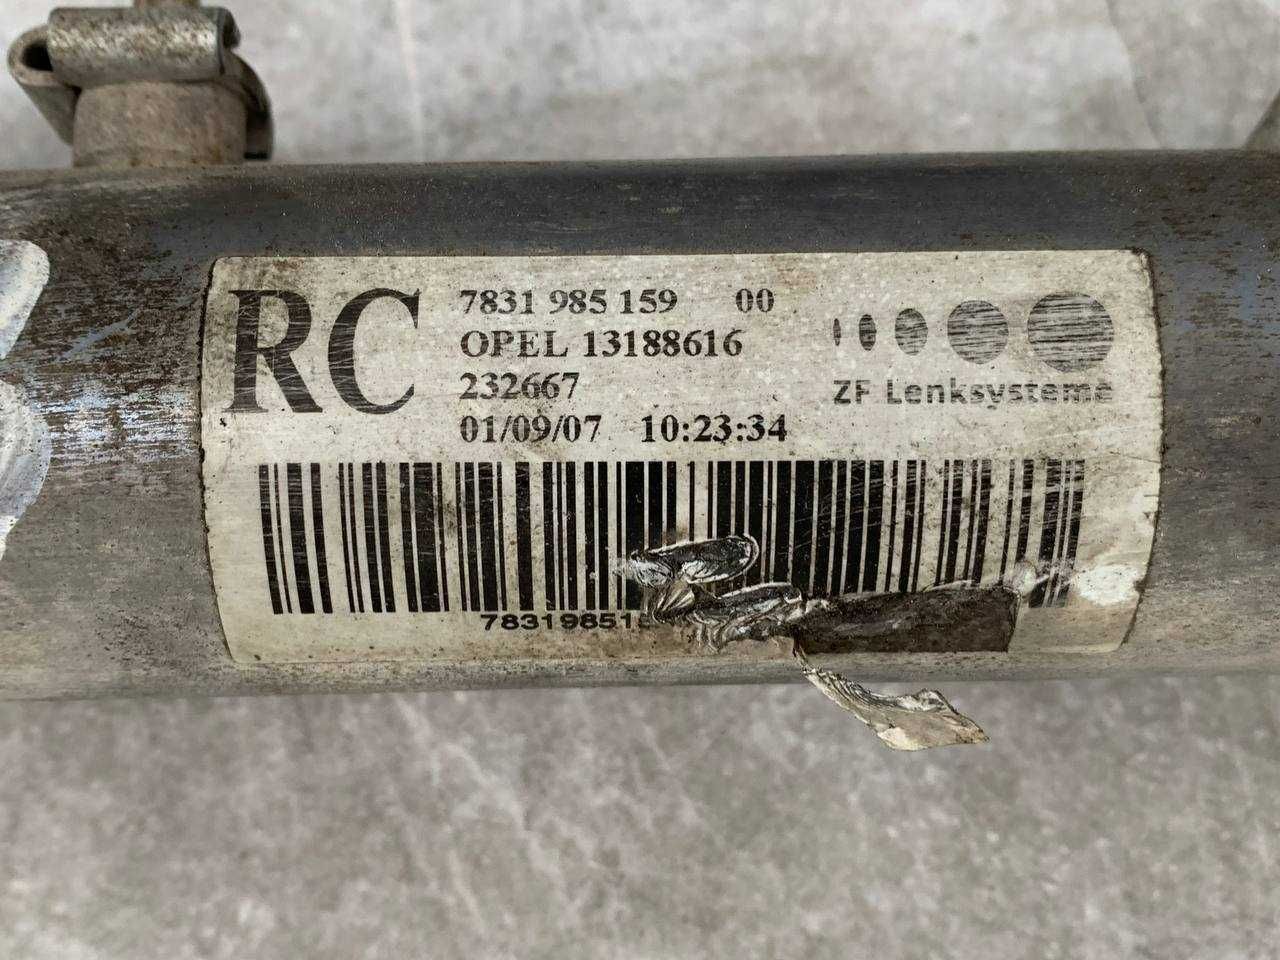 RC
7831 985 159 00
OPEL 13188616
232667
01/09/07 10:23:34
ZF Lenksysteme
78319851